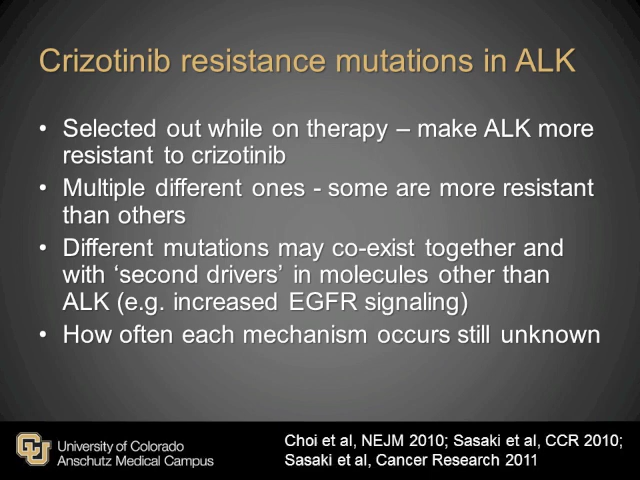 Crizotinib resistance mutations in ALK
• Selected out while on therapy – make ALK more
resistant to crizotinib
• Multiple different ones - some are more resistant
than others
• Different mutations may co-exist together and
with ‘second drivers’ in molecules other than
ALK (e.g. increased EGFR signaling)
• How often each mechanism occurs still unknown
CU
University of Colorado
Anschutz Medical Campus
Choi et al, NEJM 2010; Sasaki et al, CCR 2010;
Sasaki et al, Cancer Research 2011